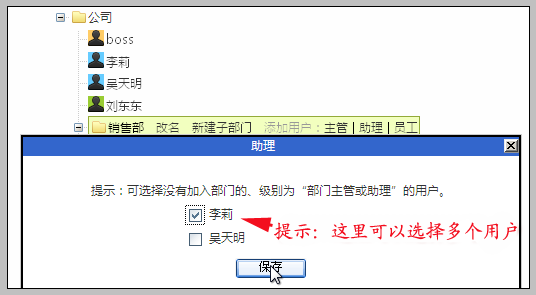 公司
boss
李莉
吴天明
刘东东
销售部 改名 新建子部门 添加用户：主管 | 助理 | 员工
助理
提示：可选择没有加入部门的、级别为“部门主管或助理”的用户。
李莉
提示：这里可以选择多个用户
吴天明
保存